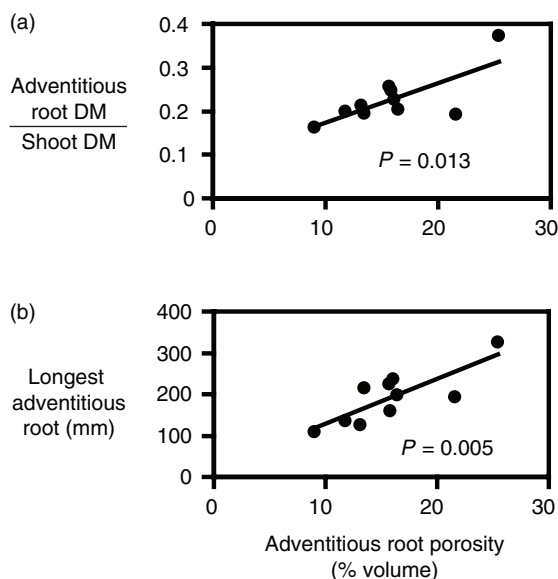 (a)
Adventitious
root DM
Shoot DM
0.4
0.3
0.2
0.1
0
P = 0.013
0 10 20 30
(b)
Longest
adventitious
root (mm)
400
300
200
100
0
P = 0.005
0 10 20 30
Adventitious root porosity
(% volume)